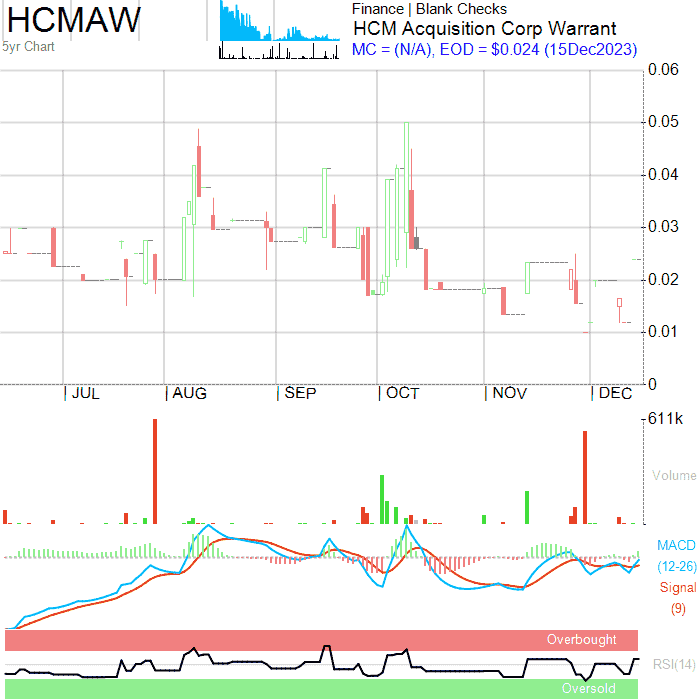 HCMAW
5yr Chart
Finance | Blank Checks
HCM Acquisition Corp Warrant
MC = (N/A), EOD = $0.024 (15Dec2023)
0.06
0.05
0.04
0.03
0.02
0.01
0
JUL AUG SEP OCT NOV DEC
611k
Volume
MACD
(12-26)
Signal
(9)
Overbought
RSI(14)
Oversold